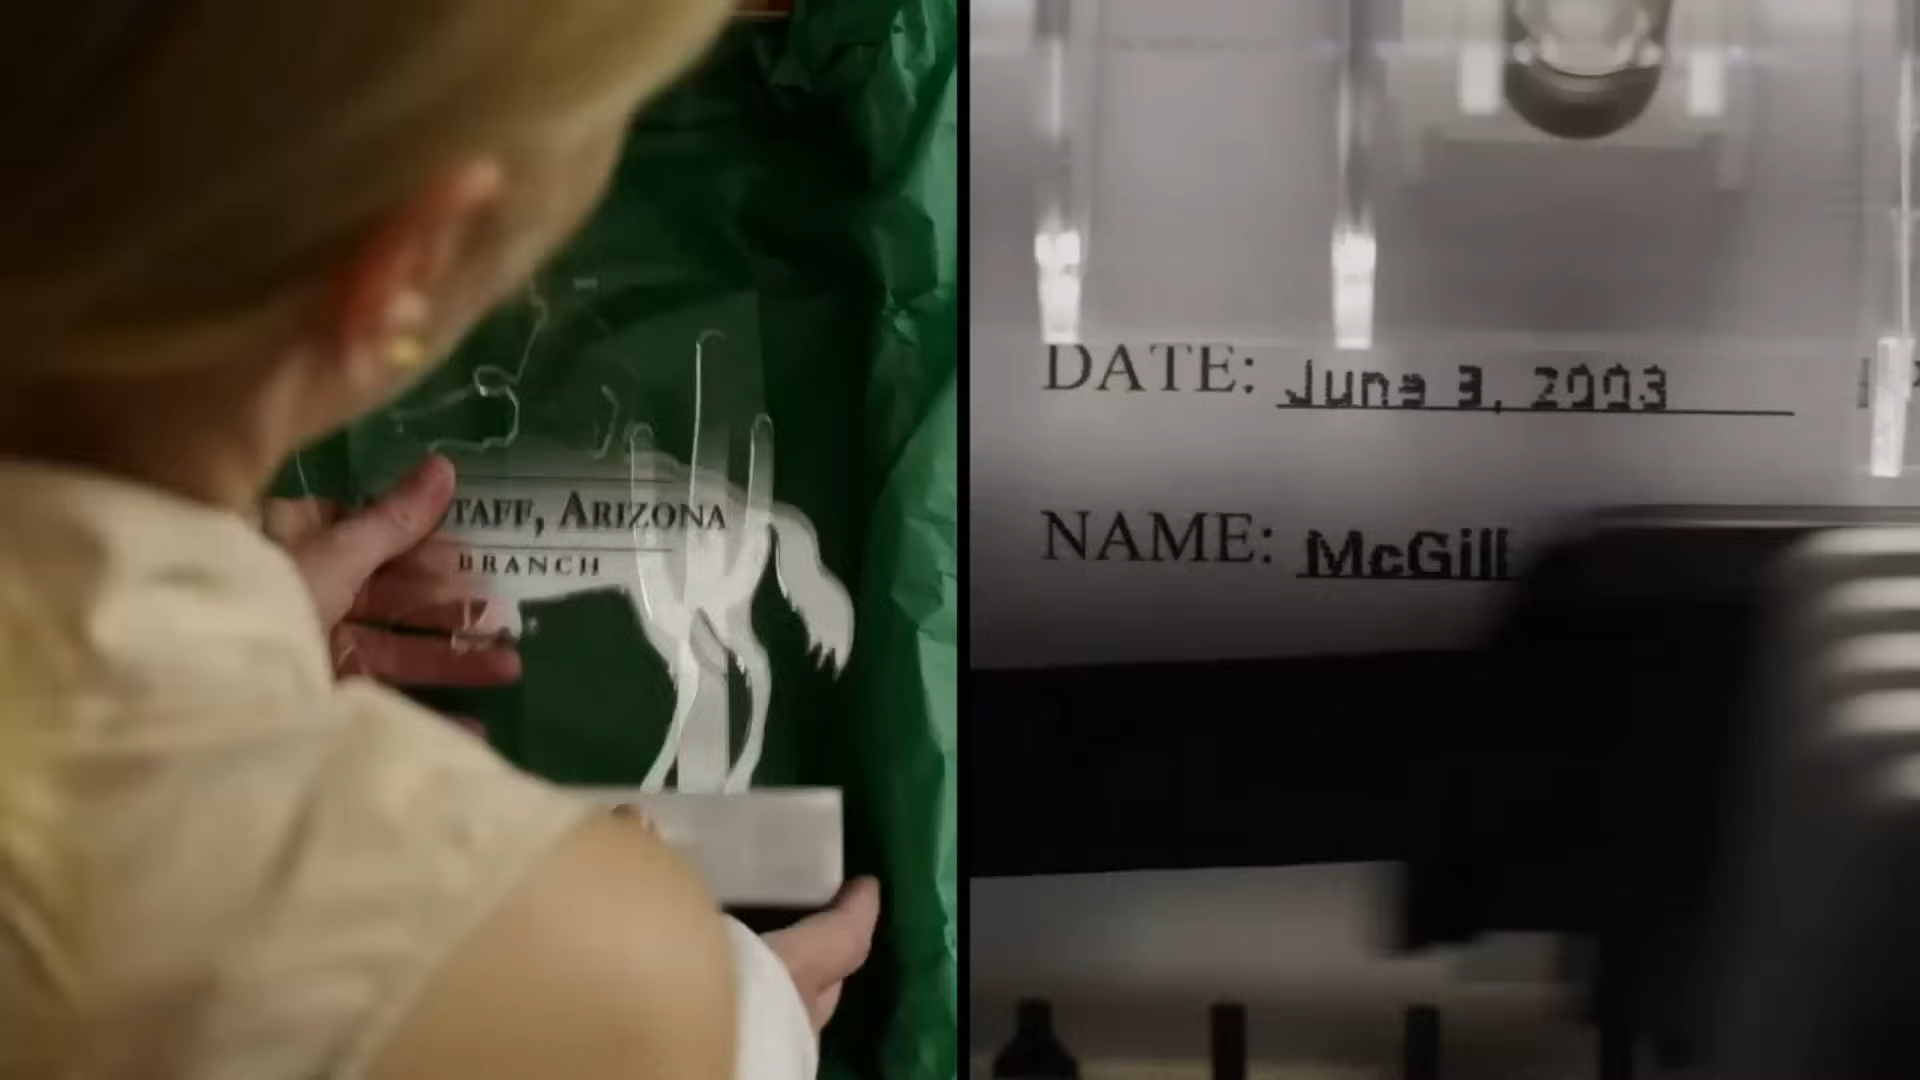 TAFF, ARIZONA
BRANCH
DATE: June 3, 2003
NAME: McGill